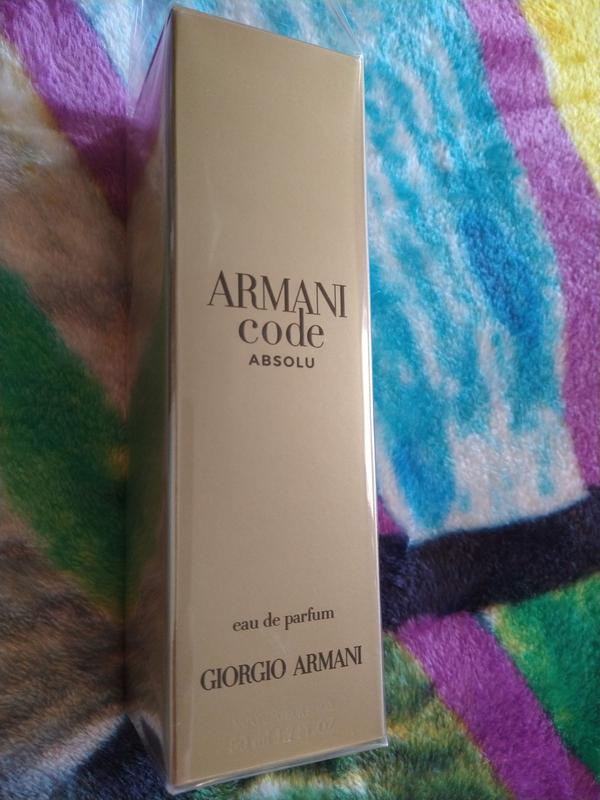 ARMANI
code
ABSOLU
eau de parfum
GIORGIO ARMANI